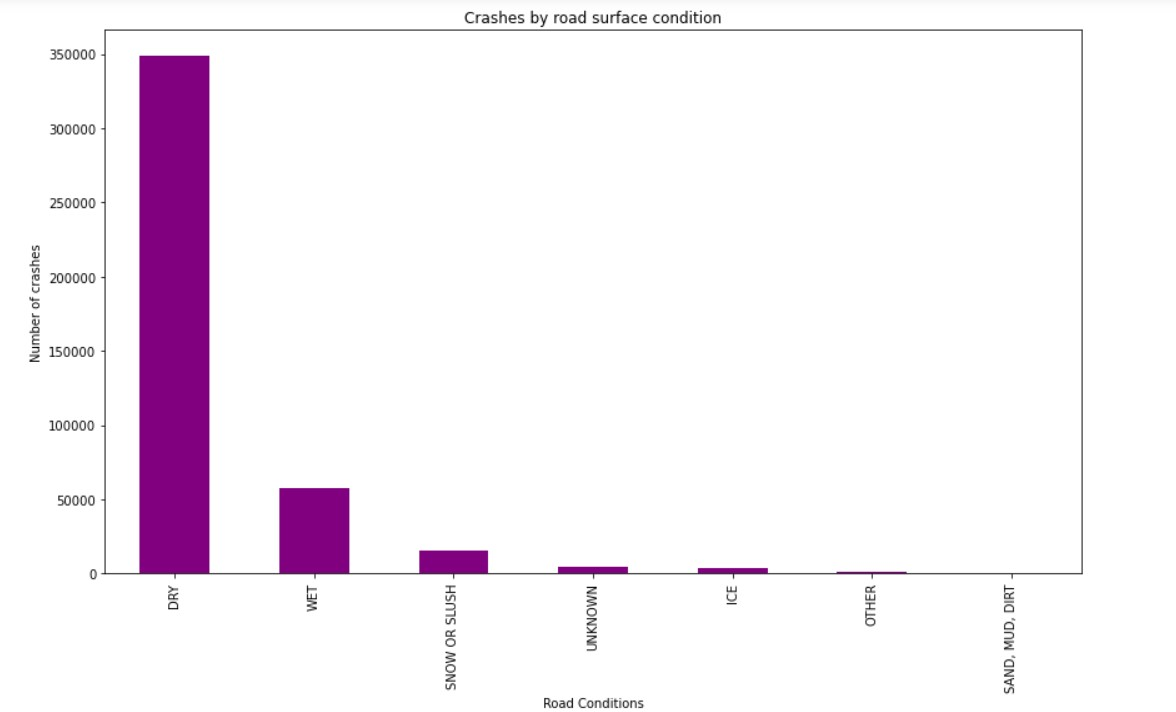 Crashes by road surface condition
350000
300000
250000
200000
150000
100000
50000
0
Number of crashes
DRY
WET
SNOW OR SLUSH
UNKNOWN
ICE
OTHER
SAND, MUD, DIRT
Road Conditions